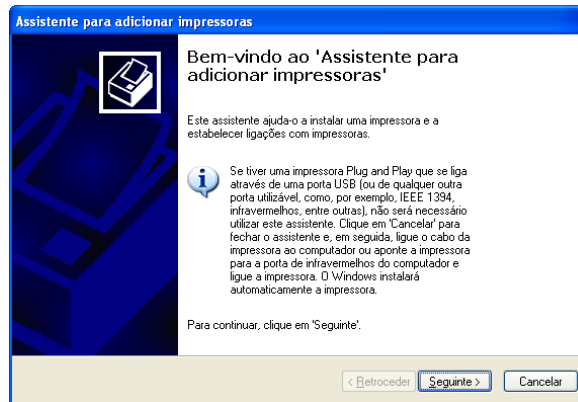 Assistente para adicionar impressoras
Bem-vindo ao 'Assistente para
adicionar impressoras'
Este assistente ajuda-o a instalar uma impressora e a
estabelecer ligações com impressoras.
Se tiver uma impressora Plug and Play que se liga
através de uma porta USB (ou de qualquer outra
porta utilizável, como, por exemplo, IEEE 1394,
infravermelhos, entre outras), não será necessário
utilizar este assistente. Clique em 'Cancelar' para
fechar o assistente e, em seguida, ligue o cabo da
impressora ao computador ou aponte a impressora
para a porta de infravermelhos do computador e
ligue a impressora. O Windows instalará
automaticamente a impressora.
Para continuar, clique em 'Seguinte'.
< Retroceder Seguinte > Cancelar